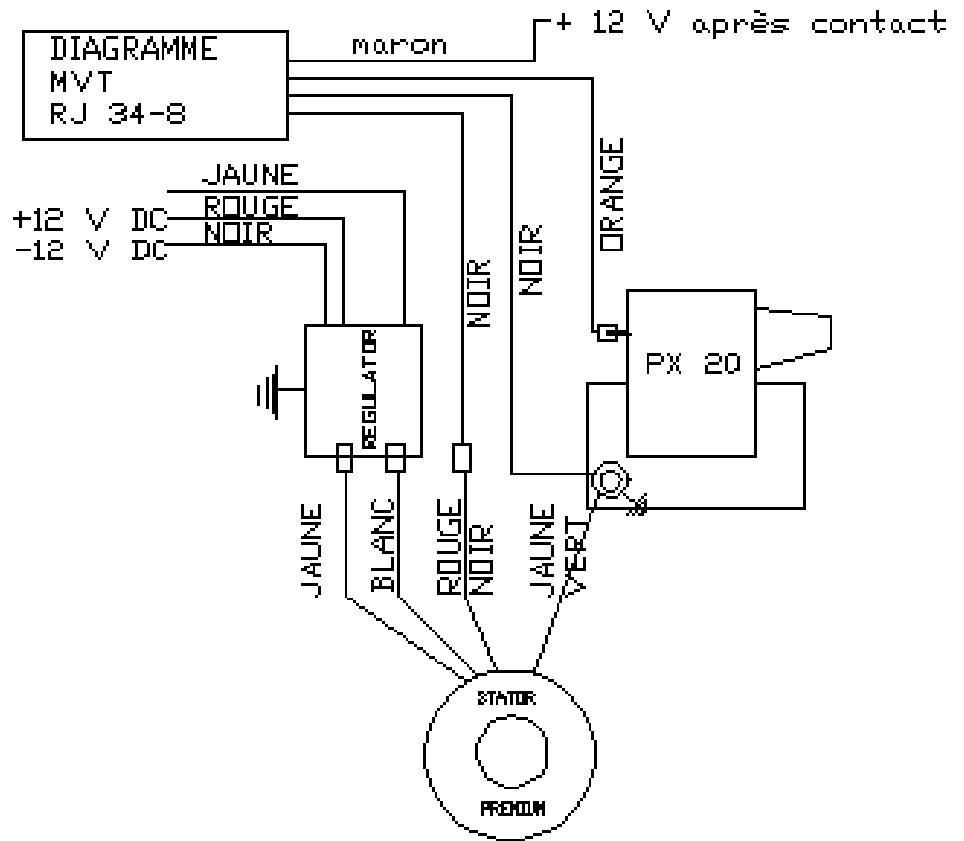 + 12 V après contact
maron
DIAGRAMME
MVT
RJ 34-8
JAUNE
ROUGE
+12 V DC
NOIR
-12 V DC
ORANGE
NOIR
NOIR
PX 20
REGULATOR
JAUNE
BLANC
ROUGE
NOIR
JAUNE
VERT
STATOR
PREMIUM